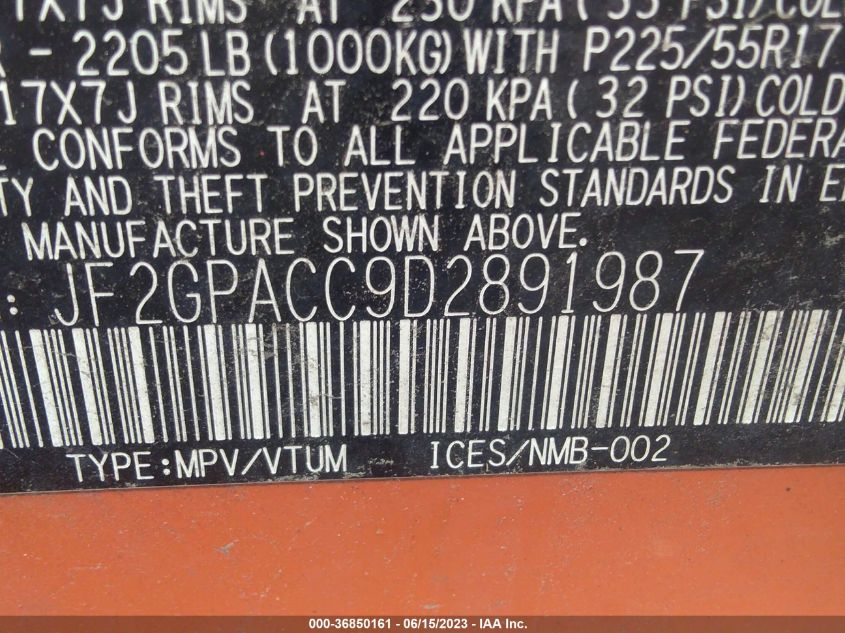 X7J RIMS AT 230 KPA (33 PSI) COL
- 2205 LB (1000KG) WITH P225/55R17
17X7J RIMS AT 220 KPA (32 PSI) COLD
CONFORMS TO ALL APPLICABLE FEDERA
TY AND THEFT PREVENTION STANDARDS IN E
MANUFACTURE SHOWN ABOVE.
: JF2GPACC9D2891987
TYPE:MPV/VTUM ICES/NMB-002
000-36850161 - 06/15/2023 - IAA Inc.